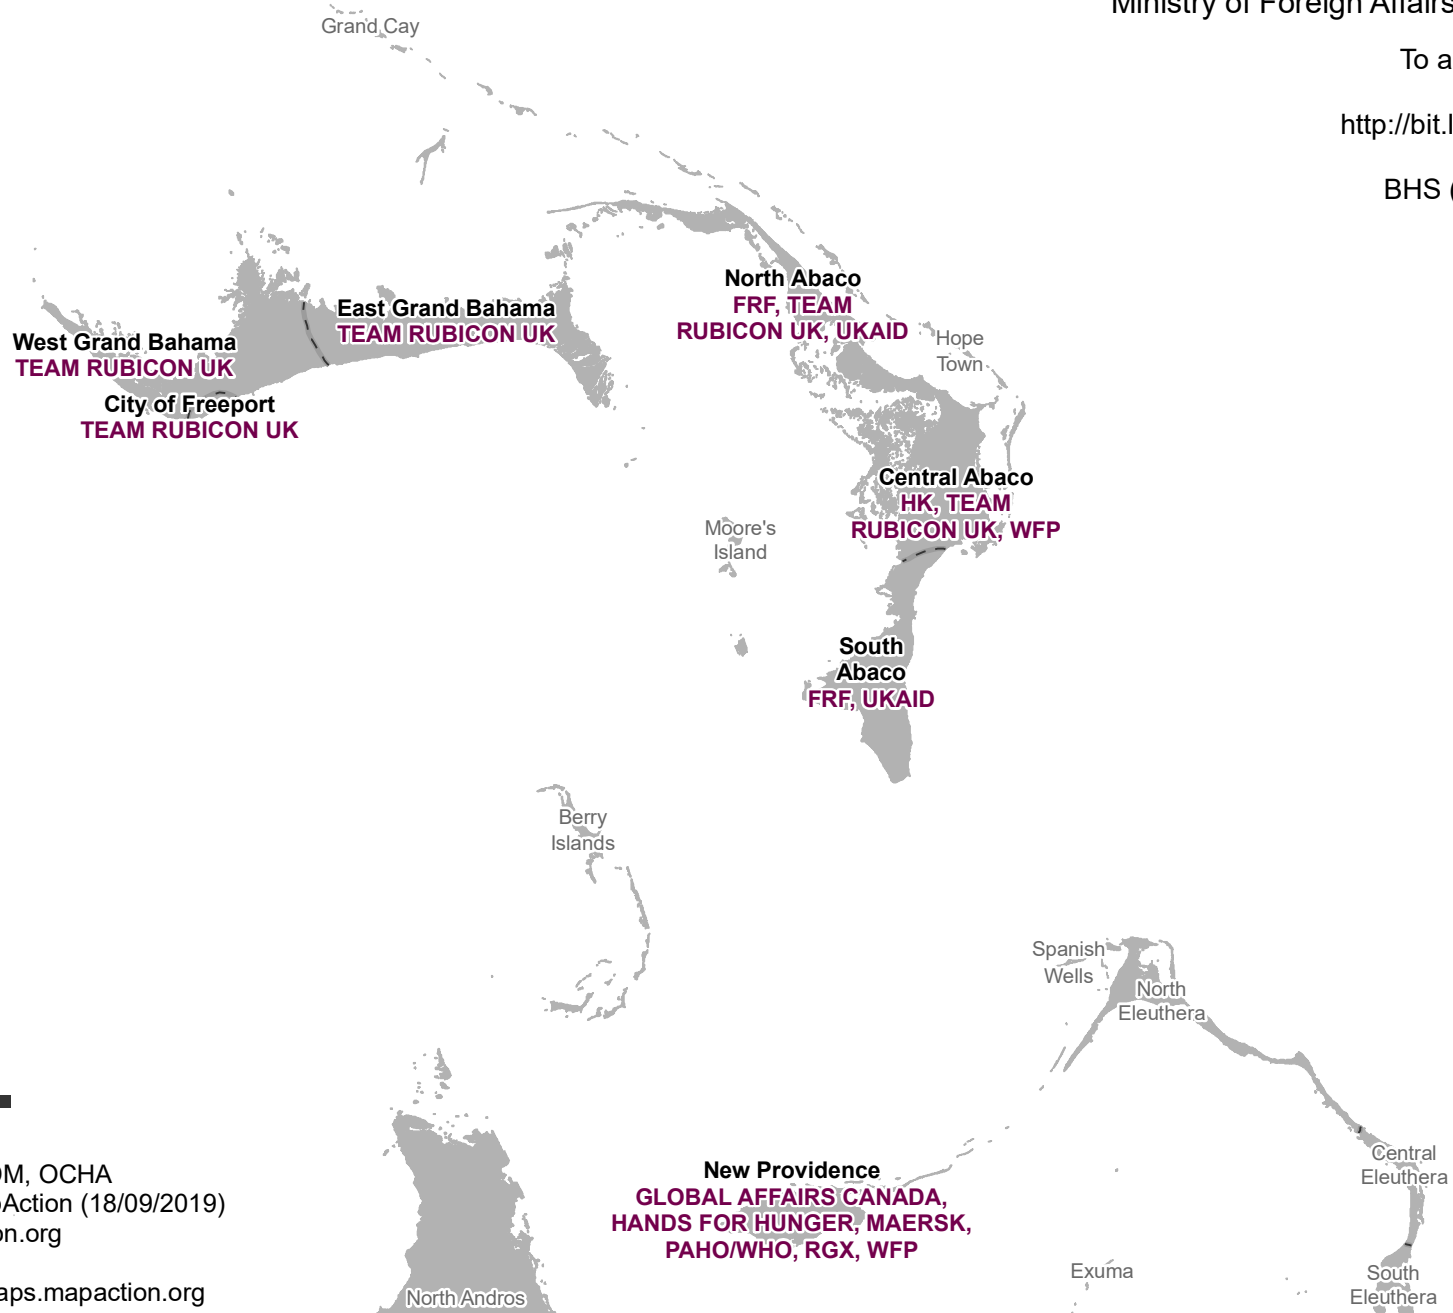 Ministry of Foreign Affairs
To a
http://bit.l
BHS (
Grand Cay
North Abaco
FRF, TEAM
RUBICON UK, UKAID
East Grand Bahama
TEAM RUBICON UK
West Grand Bahama
TEAM RUBICON UK
City of Freeport
TEAM RUBICON UK
Hope
Town
Central Abaco
HK, TEAM
RUBICON UK, WFP
Moore's
Island
South
Abaco
FRF, UKAID
Berry
Islands
Spanish
Wells
North
Eleuthera
Central
Eleuthera
New Providence
GLOBAL AFFAIRS CANADA,
HANDS FOR HUNGER, MAERSK,
PAHO/WHO, RGX, WFP
Exuma
South
Eleuthera
North Andros
M, OCHA
Action (18/09/2019)
on.org
aps.mapaction.org